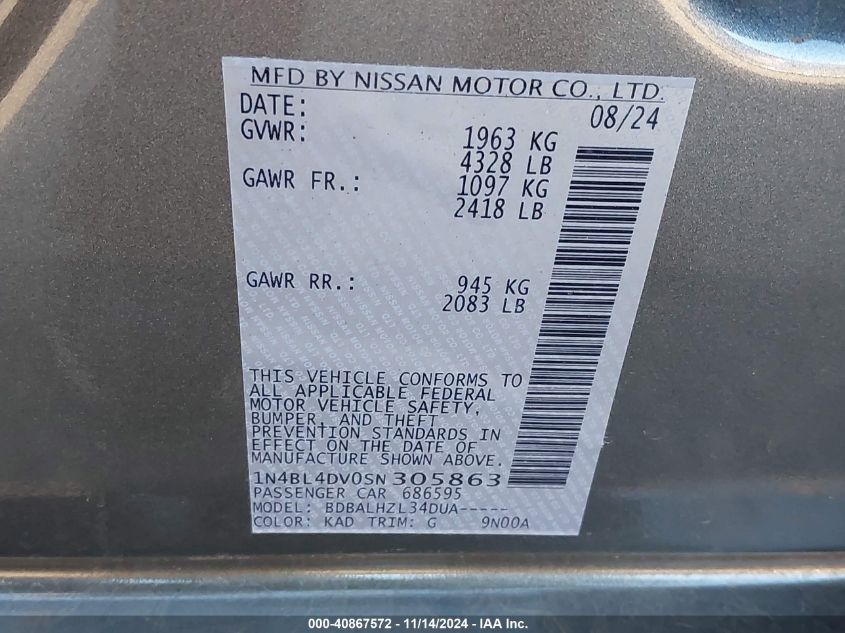 MFD BY NISSAN MOTOR CO., LTD.
DATE: 08/24
GVWR: 1963 KG
4328 LB
GAWR FR.: 1097 KG
2418 LB
GAWR RR.: 945 KG
2083 LB
THIS VEHICLE CONFORMS TO
ALL APPLICABLE FEDERAL
MOTOR VEHICLE SAFETY,
BUMPER, AND THEFT
PREVENTION STANDARDS IN
EFFECT ON THE DATE OF
MANUFACTURE SHOWN ABOVE.
1N4BL4DV0SN305863
PASSENGER CAR 686595
MODEL: BDBALHZL34DUA-----
COLOR: KAD TRIM: G 9N00A
000-40867572 - 11/14/2024 - IAA Inc.